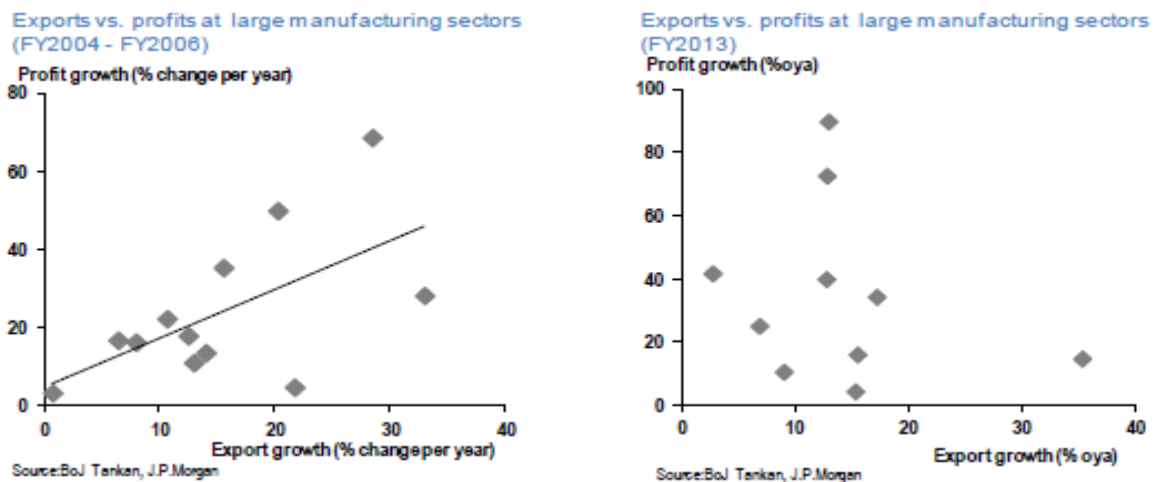 Exports vs. profits at large manufacturing sectors
(FY2004 - FY2006)
Profit growth (% change per year)
80
60
40
20
0
0 10 20 30 40
Export growth (% change per year)
Source:BoJ Tankan, J.P.Morgan
Exports vs. profits at large manufacturing sectors
(FY2013)
Profit growth (%oya)
100
80
60
40
20
0
0 10 20 30 40
Export growth (% oya)
Source:BoJ Tankan, J.P.Morgan